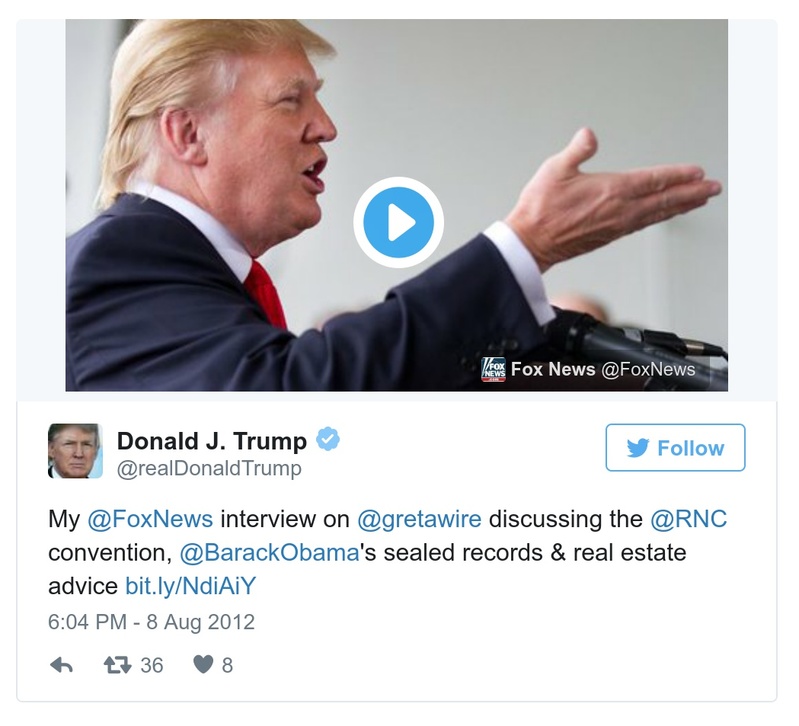 FOX NEWS Fox News @FoxNews
Donald J. Trump
@realDonaldTrump
Follow
My @FoxNews interview on @gretawire discussing the @RNC
convention, @BarackObama's sealed records & real estate
advice bit.ly/NdiAiY
6:04 PM - 8 Aug 2012
36 8